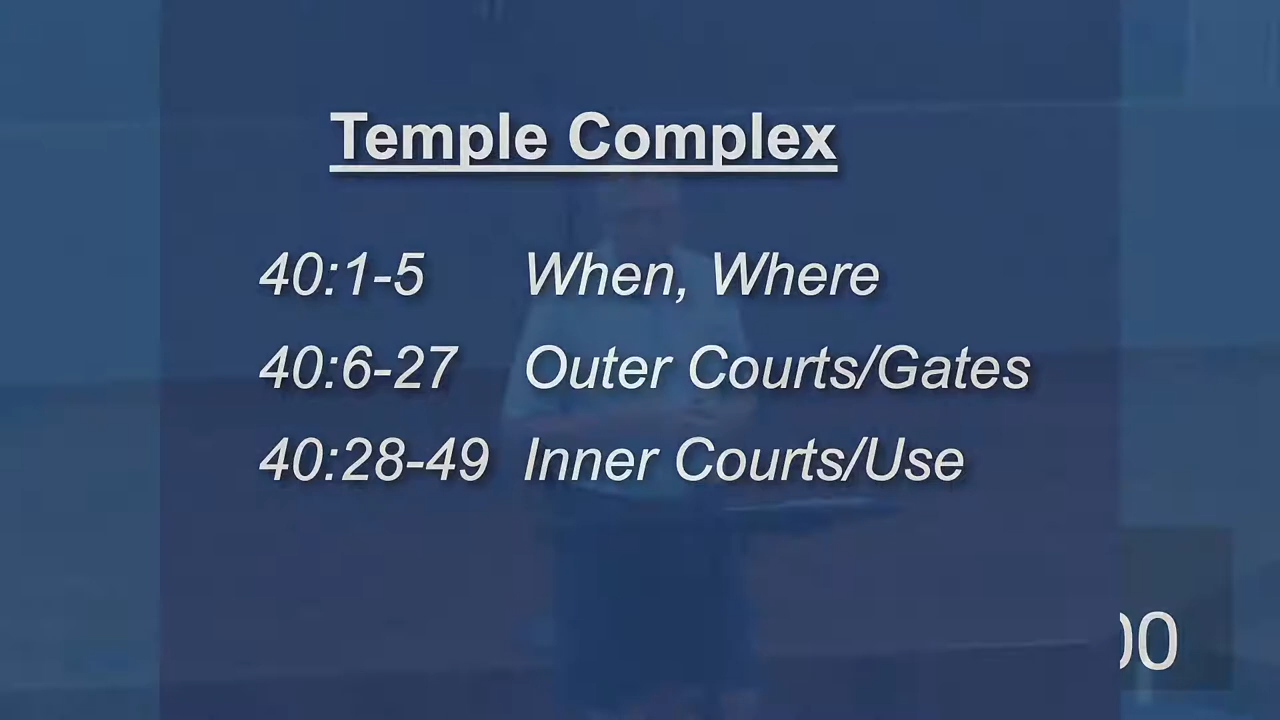 Temple Complex
40:1-5 When, Where
40:6-27 Outer Courts/Gates
40:28-49 Inner Courts/Use
00